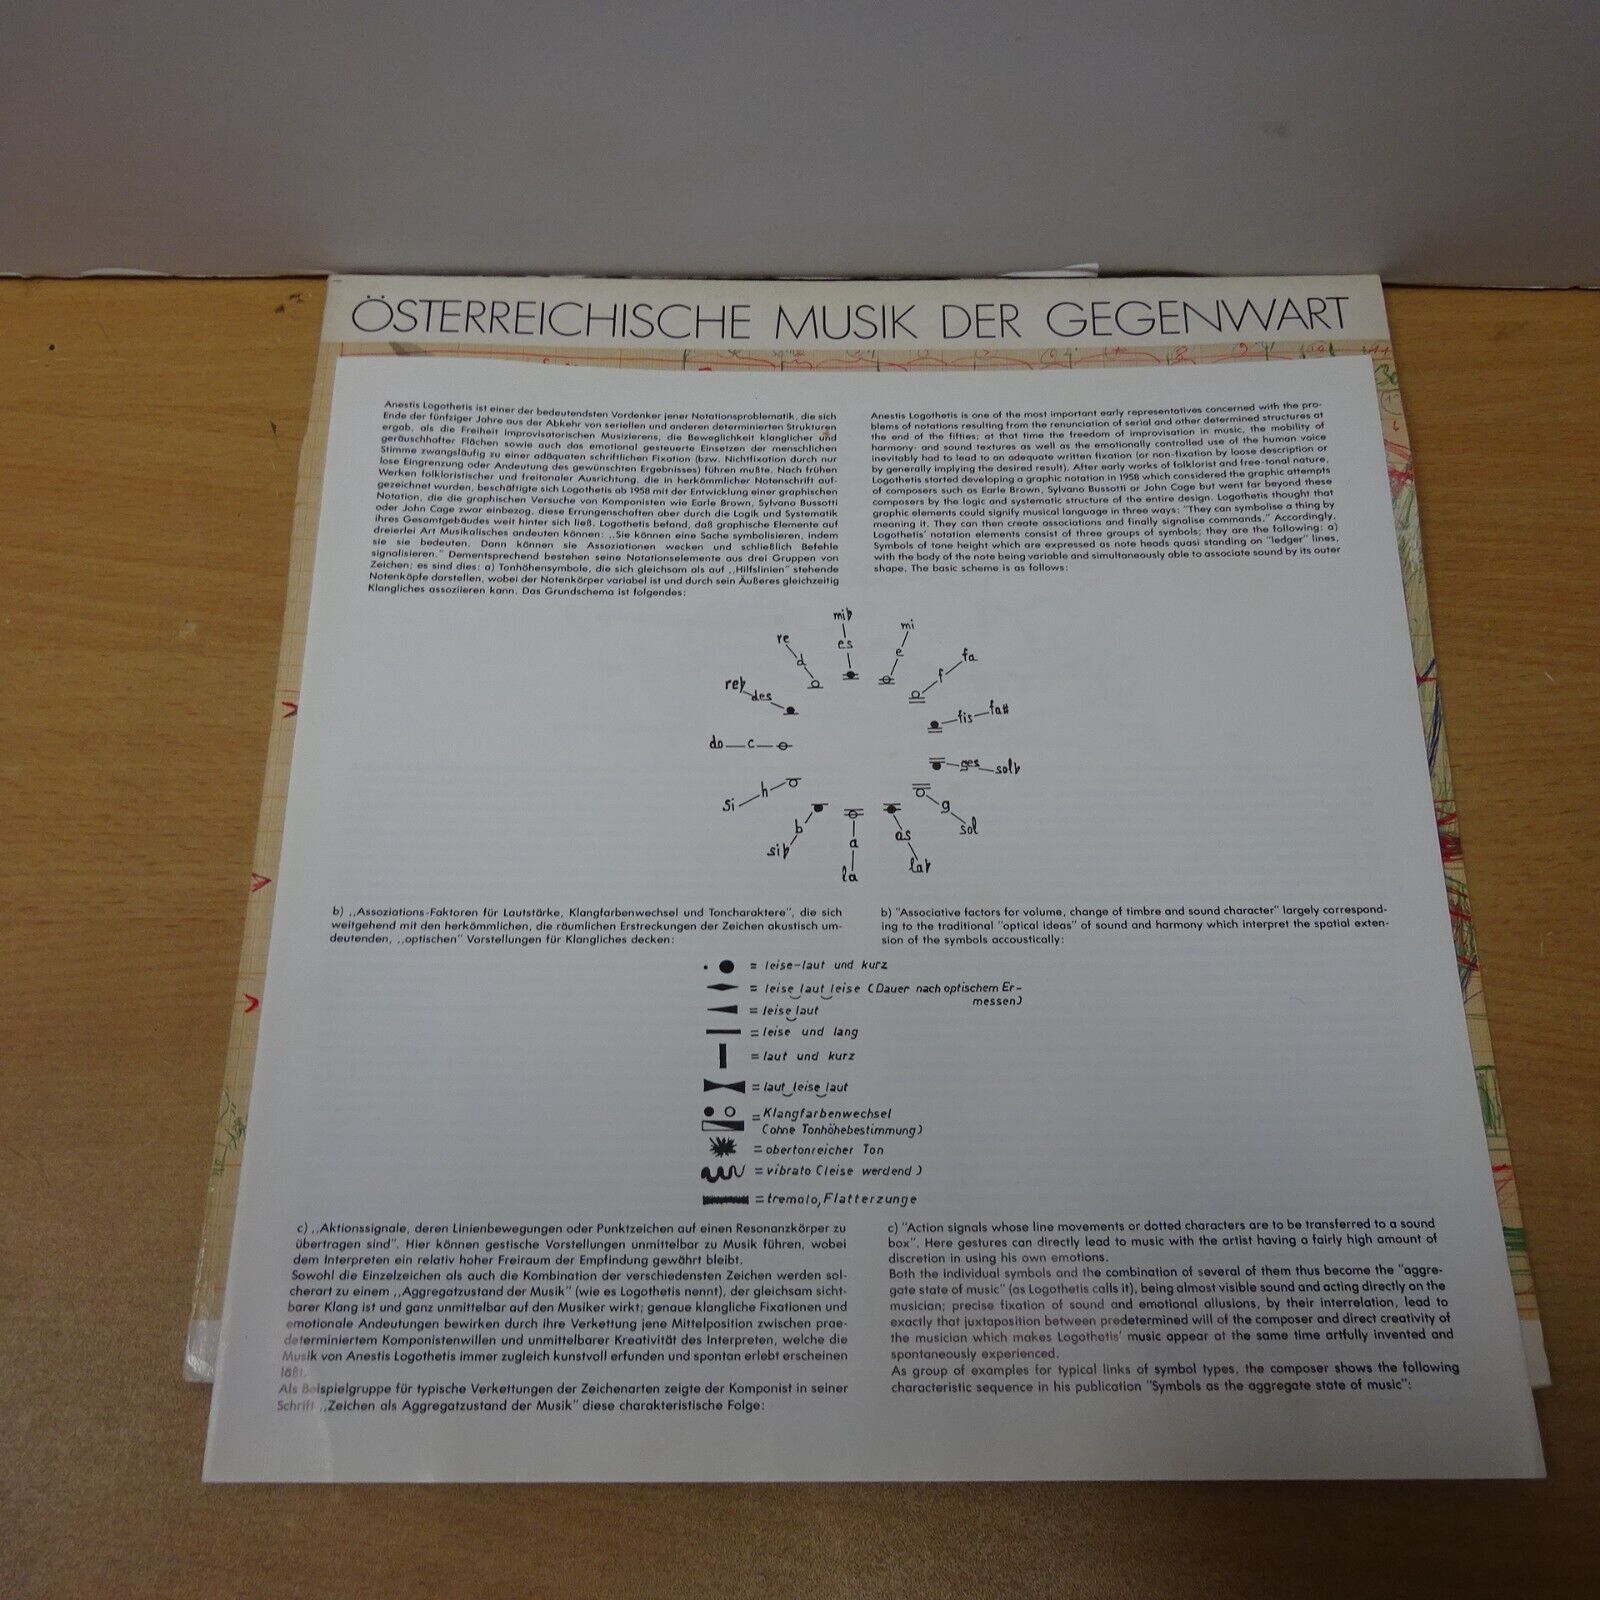 ÖSTERREICHISCHE MUSIK DER GEGENWART
Anestis Logothetis ist einer der bedeutendsten Vordenker jener Notationsproblematik, die sich
Ende der fünfziger Jahre aus der Abkehr von seriellen und anderen determinierten Strukturen
ergab, als die Freiheit improvisatorischen Musizierens, die Beweglichkeit klanglicher und
geräuschhafter Flächen sowie auch das emotional gesteuerte Einsetzen der menschlichen
Stimme zwangsläufig zu einer adäquaten schriftlichen Fixation (bzw. Nichtfixation durch nur
lose Eingrenzung oder Andeutung des gewünschten Ergebnisses) führen mußte. Nach frühen
Werken folkloristischer und freitonaler Ausrichtung, die in herkömmlicher Notenschrift auf-
gezeichnet wurden, beschäftigte sich Logothetis ab 1958 mit der Entwicklung einer graphischen
Notation, die die graphischen Versuche von Komponisten wie Earle Brown, Sylvano Bussotti
oder John Cage zwar einbezog, diese Errungenschaften aber durch die Logik und Systematik
ihres Gesamtgebäudes weit hinter sich ließ. Logothetis befand, daß graphische Elemente auf
dreierlei Art Musikalisches andeuten können: „Sie können eine Sache symbolisieren, indem
sie sie bedeuten. Dann können sie Assoziationen wecken und schließlich Befehle
signalisieren.” Dementsprechend bestehen seine Notationselemente aus drei Gruppen von
Zeichen; es sind dies: a) Tonhöhensymbole, die sich gleichsam als auf „Hilfslinien” stehende
Notenköpfe darstellen, wobei der Notenkörper variabel ist und durch sein Äußeres gleichzeitig
Klangliches assoziieren kann. Das Grundschema ist folgendes:
Anestis Logothetis is one of the most important early representatives concerned with the pro-
blems of notations resulting from the renunciation of serial and other determined structures at
the end of the fifties; at that time the freedom of improvisation in music, the mobility of
harmony- and sound textures as well as the emotionally controlled use of the human voice
inevitably had to lead to an adequate written fixation (or non-fixation by loose description or
by generally implying the desired result). After early works of folklorist and free-tonal nature,
Logothetis started developing a graphic notation in 1958 which considered the graphic attempts
of composers such as Earle Brown, Sylvano Bussotti or John Cage but went far beyond these
composers by the logic and systematic structure of the entire design. Logothetis thought that
graphic elements could signify musical language in three ways: "They can symbolise a thing by
meaning it. They can then create associations and finally signalise commands." Accordingly,
Logothetis' notation elements consist of three groups of symbols; they are the following: a)
Symbols of tone height which are expressed as note heads quasi standing on "ledger" lines,
with the body of the note being variable and simultaneously able to associate sound by its outer
shape. The basic scheme is as follows:
mi♭ es
mi e
re d
fa f
re♭ des
fis fa#
do c
ges sol♭
si h
g sol
b si♭
a la
as la♭
b) „Assoziations-Faktoren für Lautstärke, Klangfarbenwechsel und Toncharaktere”, die sich
weitgehend mit den herkömmlichen, die räumlichen Erstreckungen der Zeichen akustisch um-
deutenden, „optischen” Vorstellungen für Klangliches decken:
b) "Associative factors for volume, change of timbre and sound character" largely correspond-
ing to the traditional "optical ideas" of sound and harmony which interpret the spatial exten-
sion of the symbols accoustically:
= leise-laut und kurz
= leise laut leise (Dauer nach optischem Er-
messen)
= leise laut
= leise und lang
= laut und kurz
= laut leise laut
= Klangfarbenwechsel
(ohne Tonhöhebestimmung)
= obertonreicher Ton
= vibrato (leise werdend)
= tremolo, Flatterzunge
c) „Aktionssignale, deren Linienbewegungen oder Punktzeichen auf einen Resonanzkörper zu
übertragen sind”. Hier können gestische Vorstellungen unmittelbar zu Musik führen, wobei
dem Interpreten ein relativ hoher Freiraum der Empfindung gewährt bleibt.
Sowohl die Einzelzeichen als auch die Kombination der verschiedensten Zeichen werden sol-
cherart zu einem „Aggregatzustand der Musik” (wie es Logothetis nennt), der gleichsam sicht-
barer Klang ist und ganz unmittelbar auf den Musiker wirkt; genaue klangliche Fixationen und
emotionale Andeutungen bewirken durch ihre Verkettung jene Mittelposition zwischen prae-
determiniertem Komponistenwillen und unmittelbarer Kreativität des Interpreten, welche die
Musik von Anestis Logothetis immer zugleich kunstvoll erfunden und spontan erlebt erscheinen
läßt.
Als Beispielgruppe für typische Verkettungen der Zeichenarten zeigte der Komponist in seiner
Schrift „Zeichen als Aggregatzustand der Musik” diese charakteristische Folge:
c) "Action signals whose line movements or dotted characters are to be transferred to a sound
box". Here gestures can directly lead to music with the artist having a fairly high amount of
discretion in using his own emotions.
Both the individual symbols and the combination of several of them thus become the "aggre-
gate state of music" (as Logothetis calls it), being almost visible sound and acting directly on the
musician; precise fixation of sound and emotional allusions, by their interrelation, lead to
exactly that juxtaposition between predetermined will of the composer and direct creativity of
the musician which makes Logothetis' music appear at the same time artfully invented and
spontaneously experienced.
As group of examples for typical links of symbol types, the composer shows the following
characteristic sequence in his publication "Symbols as the aggregate state of music":